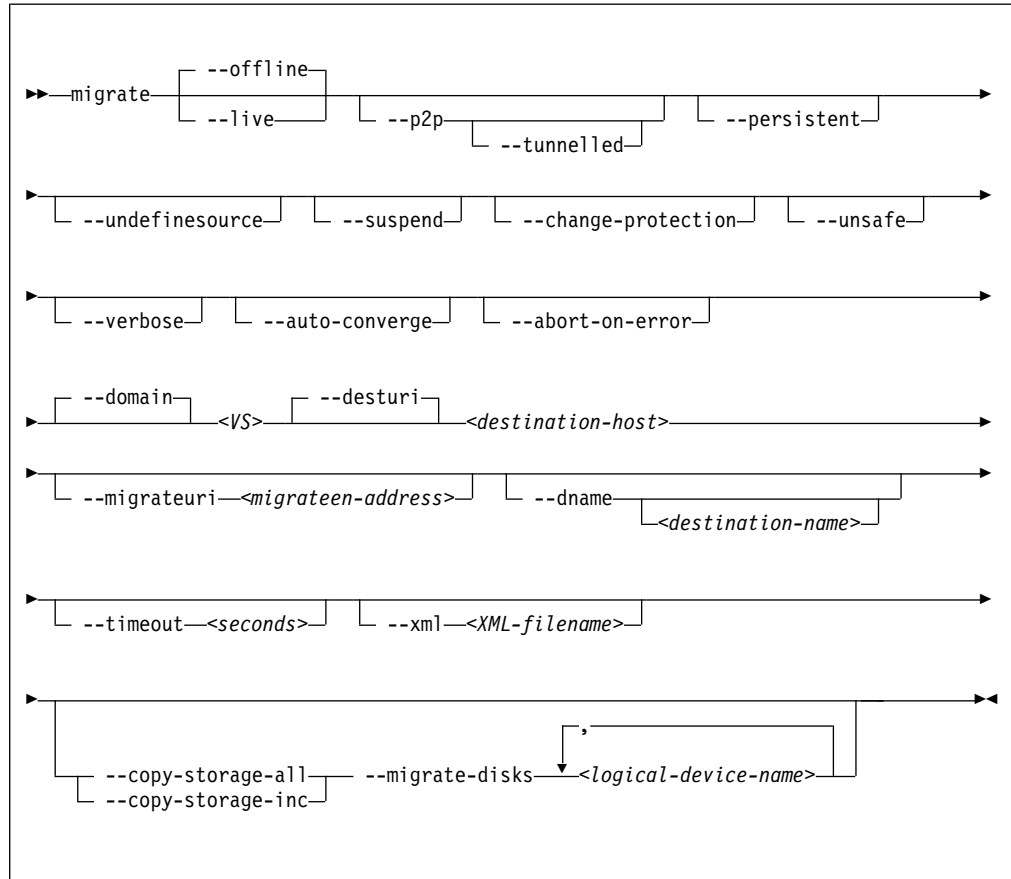 --offline
migrate
--live
--p2p
--persistent
--tunnelled
--undefinesource
--suspend
--change-protection
--unsafe
--verbose
--auto-converge
--abort-on-error
--domain
--desturi
<VS>
<destination-host>
--migrateuri <migrateen-address>
--dname
<destination-name>
--timeout <seconds>
--xml <XML-filename>
,
--copy-storage-all
--migrate-disks <logical-device-name>
--copy-storage-inc